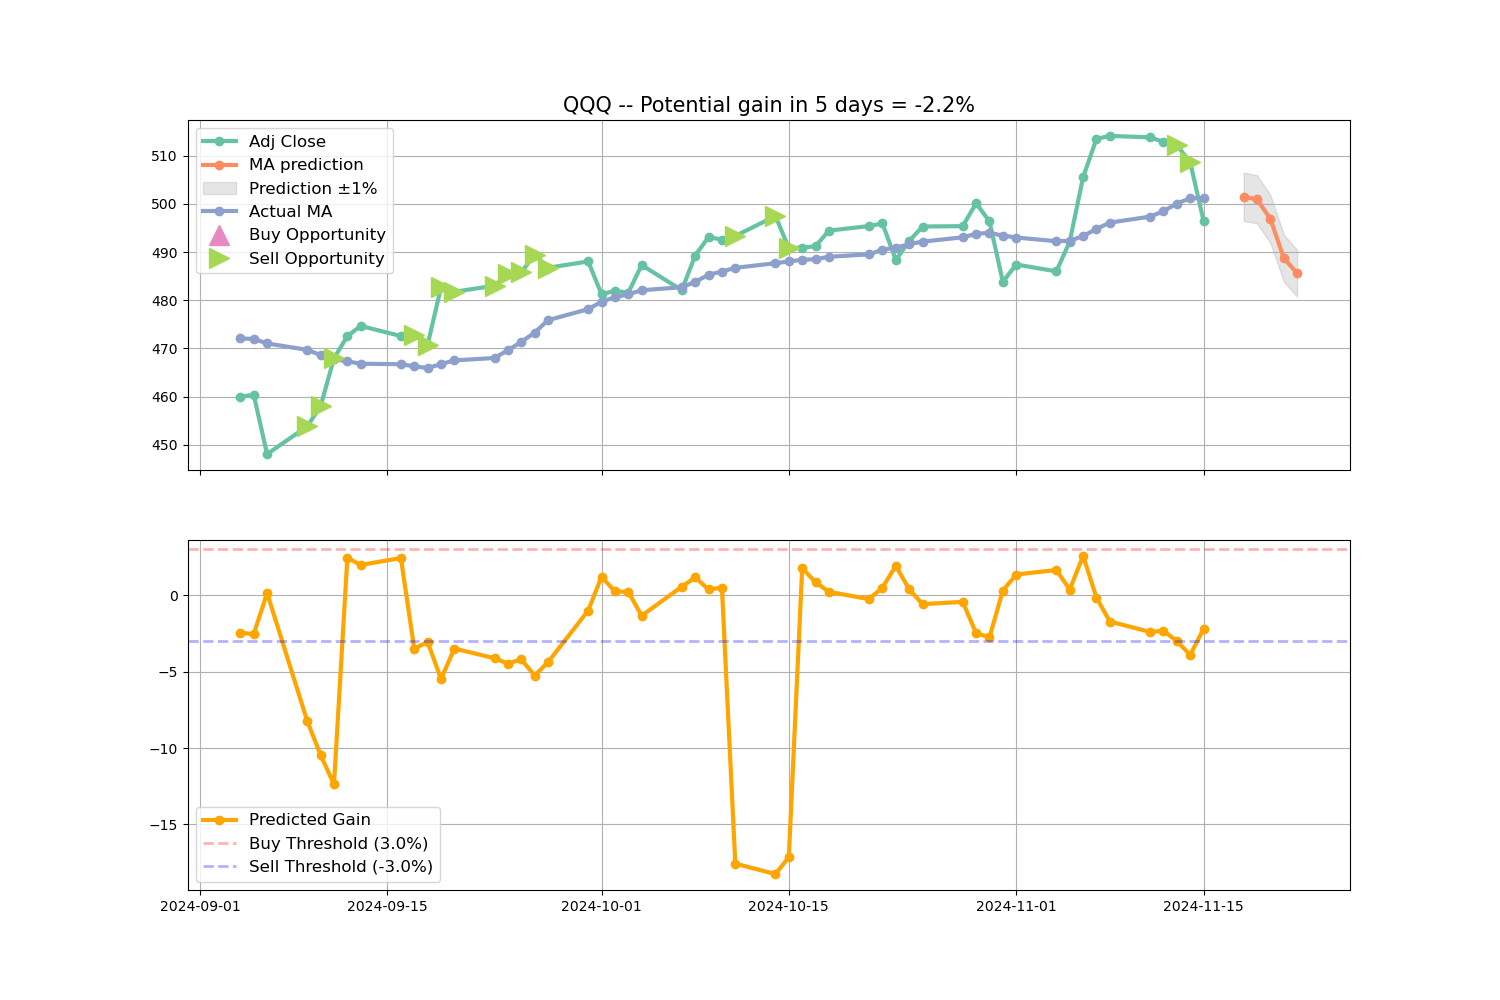 QQQ -- Potential gain in 5 days = -2.2%
Adj Close
MA prediction
Prediction ±1%
Actual MA
Buy Opportunity
Sell Opportunity
510
500
490
480
470
460
450
0
−5
−10
−15
Predicted Gain
Buy Threshold (3.0%)
Sell Threshold (-3.0%)
2024-09-01 2024-09-15 2024-10-01 2024-10-15 2024-11-01 2024-11-15